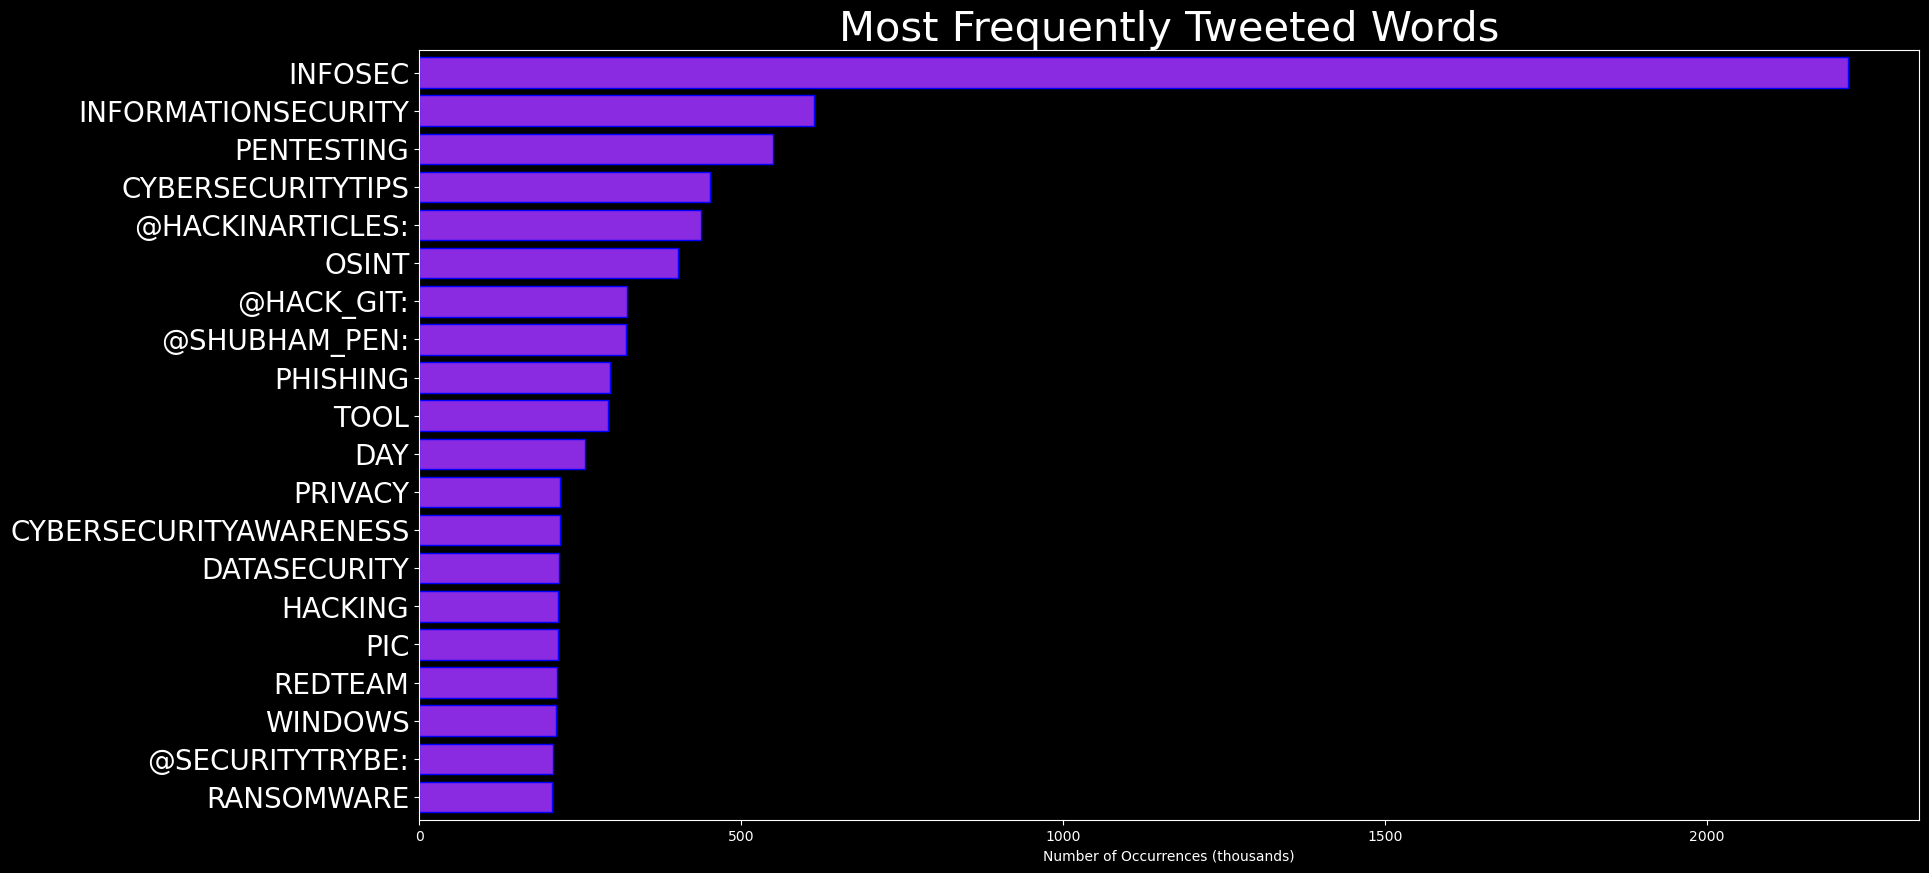 Most Frequently Tweeted Words
INFOSEC
INFORMATIONSECURITY
PENTESTING
CYBERSECURITYTIPS
@HACKINARTICLES:
OSINT
@HACK_GIT:
@SHUBHAM_PEN:
PHISHING
TOOL
DAY
PRIVACY
CYBERSECURITYAWARENESS
DATASECURITY
HACKING
PIC
REDTEAM
WINDOWS
@SECURITYTRYBE:
RANSOMWARE
0 500 1000 1500 2000
Number of Occurrences (thousands)